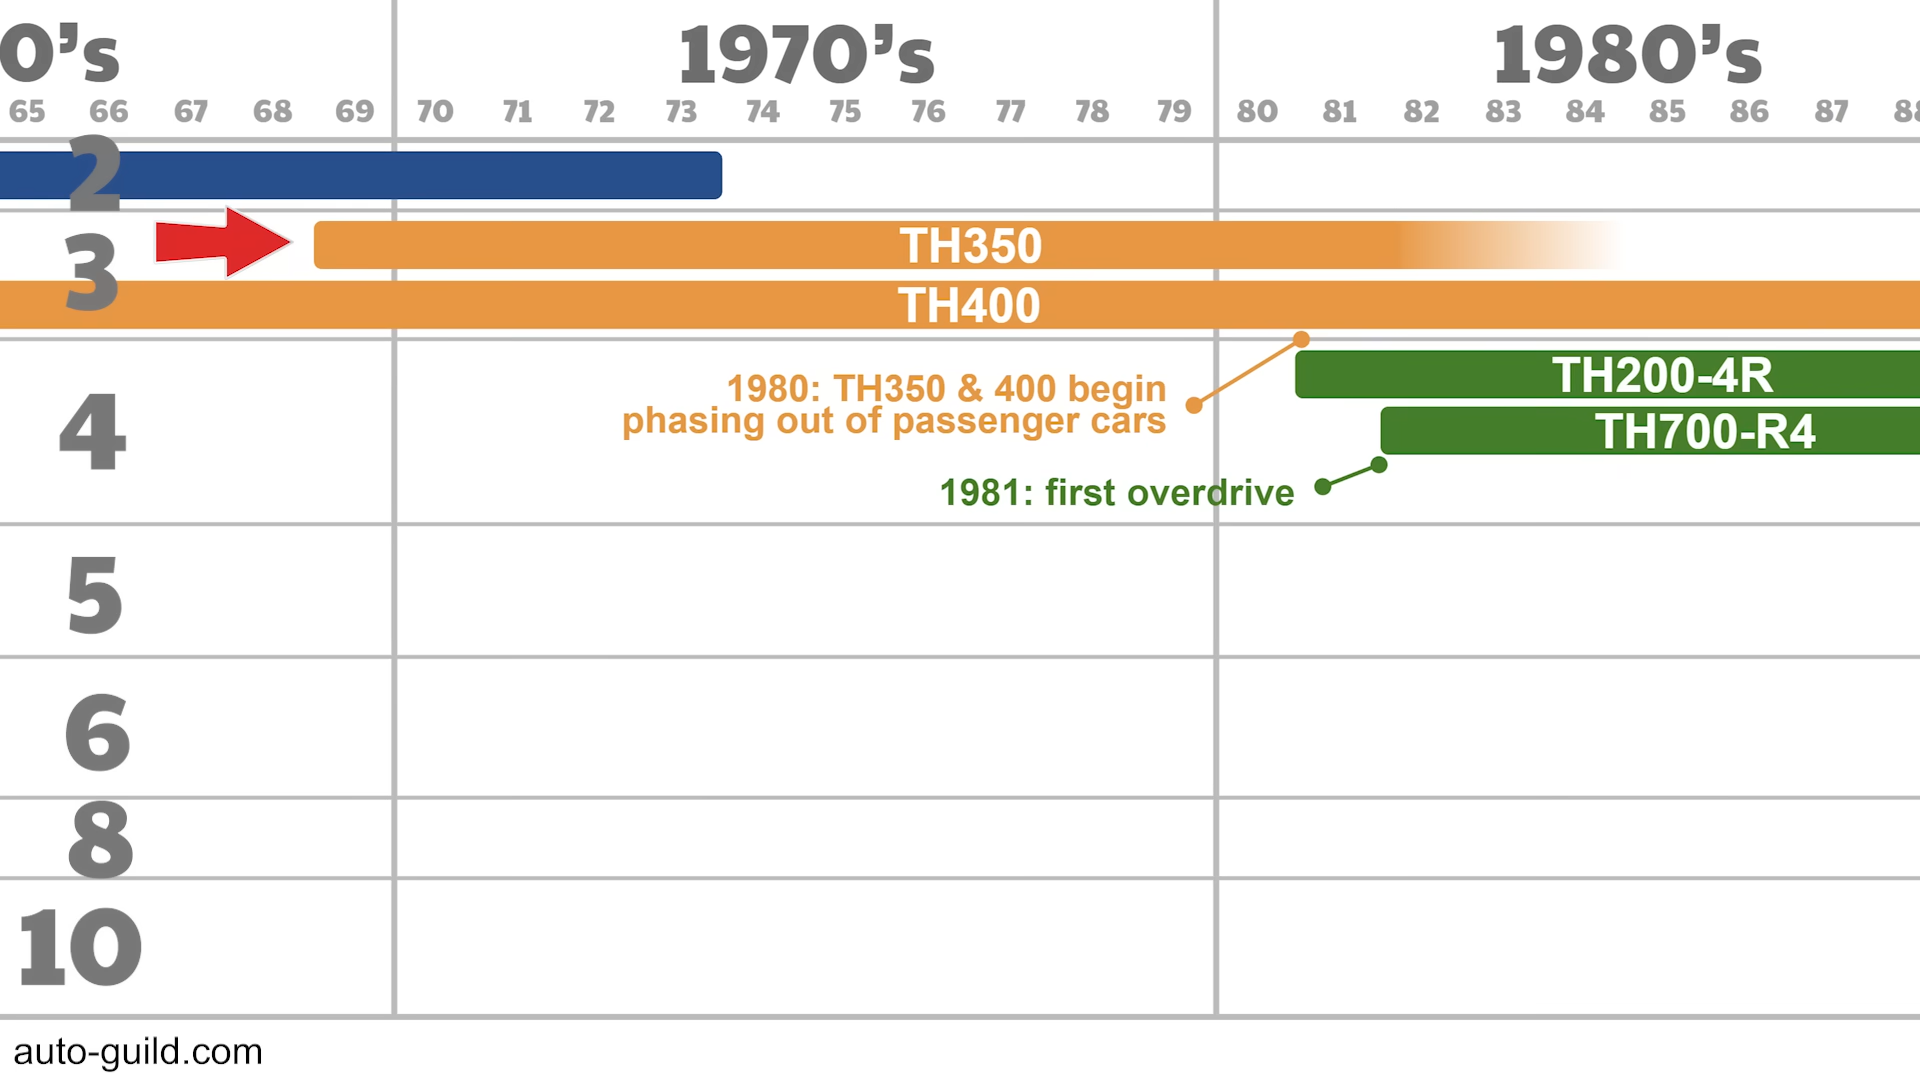 0’s 1970’s 1980’s
65 66 67 68 69 70 71 72 73 74 75 76 77 78 79 80 81 82 83 84 85 86 87 88
2
3
TH350
TH400
4
1980: TH350 & 400 begin
phasing out of passenger cars
TH200-4R
TH700-R4
1981: first overdrive
5
6
8
10
auto-guild.com